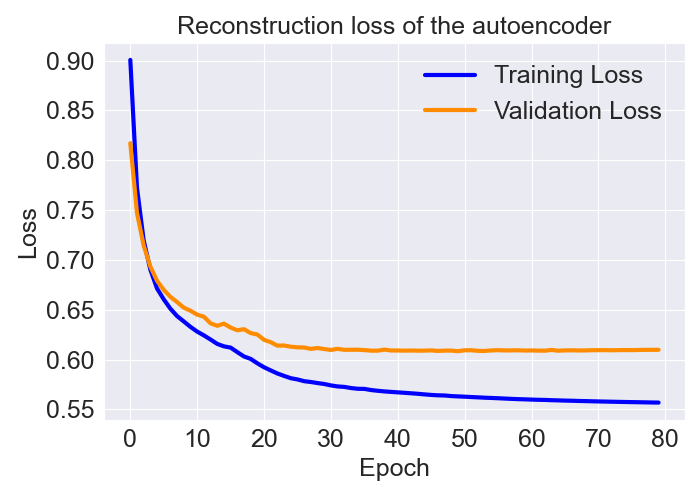 Reconstruction loss of the autoencoder
Training Loss
Validation Loss
0.90
0.85
0.80
0.75
0.70
0.65
0.60
0.55
Loss
0 10 20 30 40 50 60 70 80
Epoch